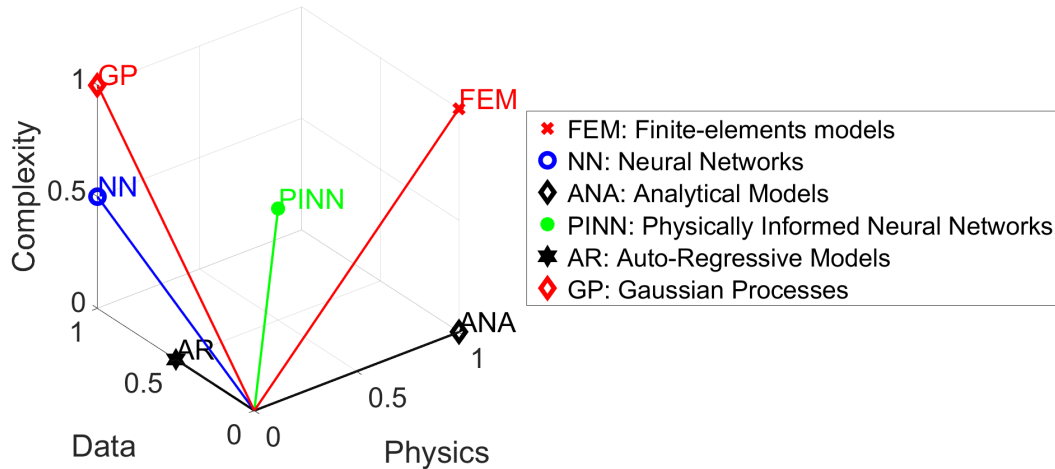 1
GP
FEM
Complexity
0.5
NN
PINN
0
1
AR
ANA
1
0.5
0.5
0
0
Data
Physics
FEM: Finite-elements models
NN: Neural Networks
ANA: Analytical Models
PINN: Physically Informed Neural Networks
AR: Auto-Regressive Models
GP: Gaussian Processes